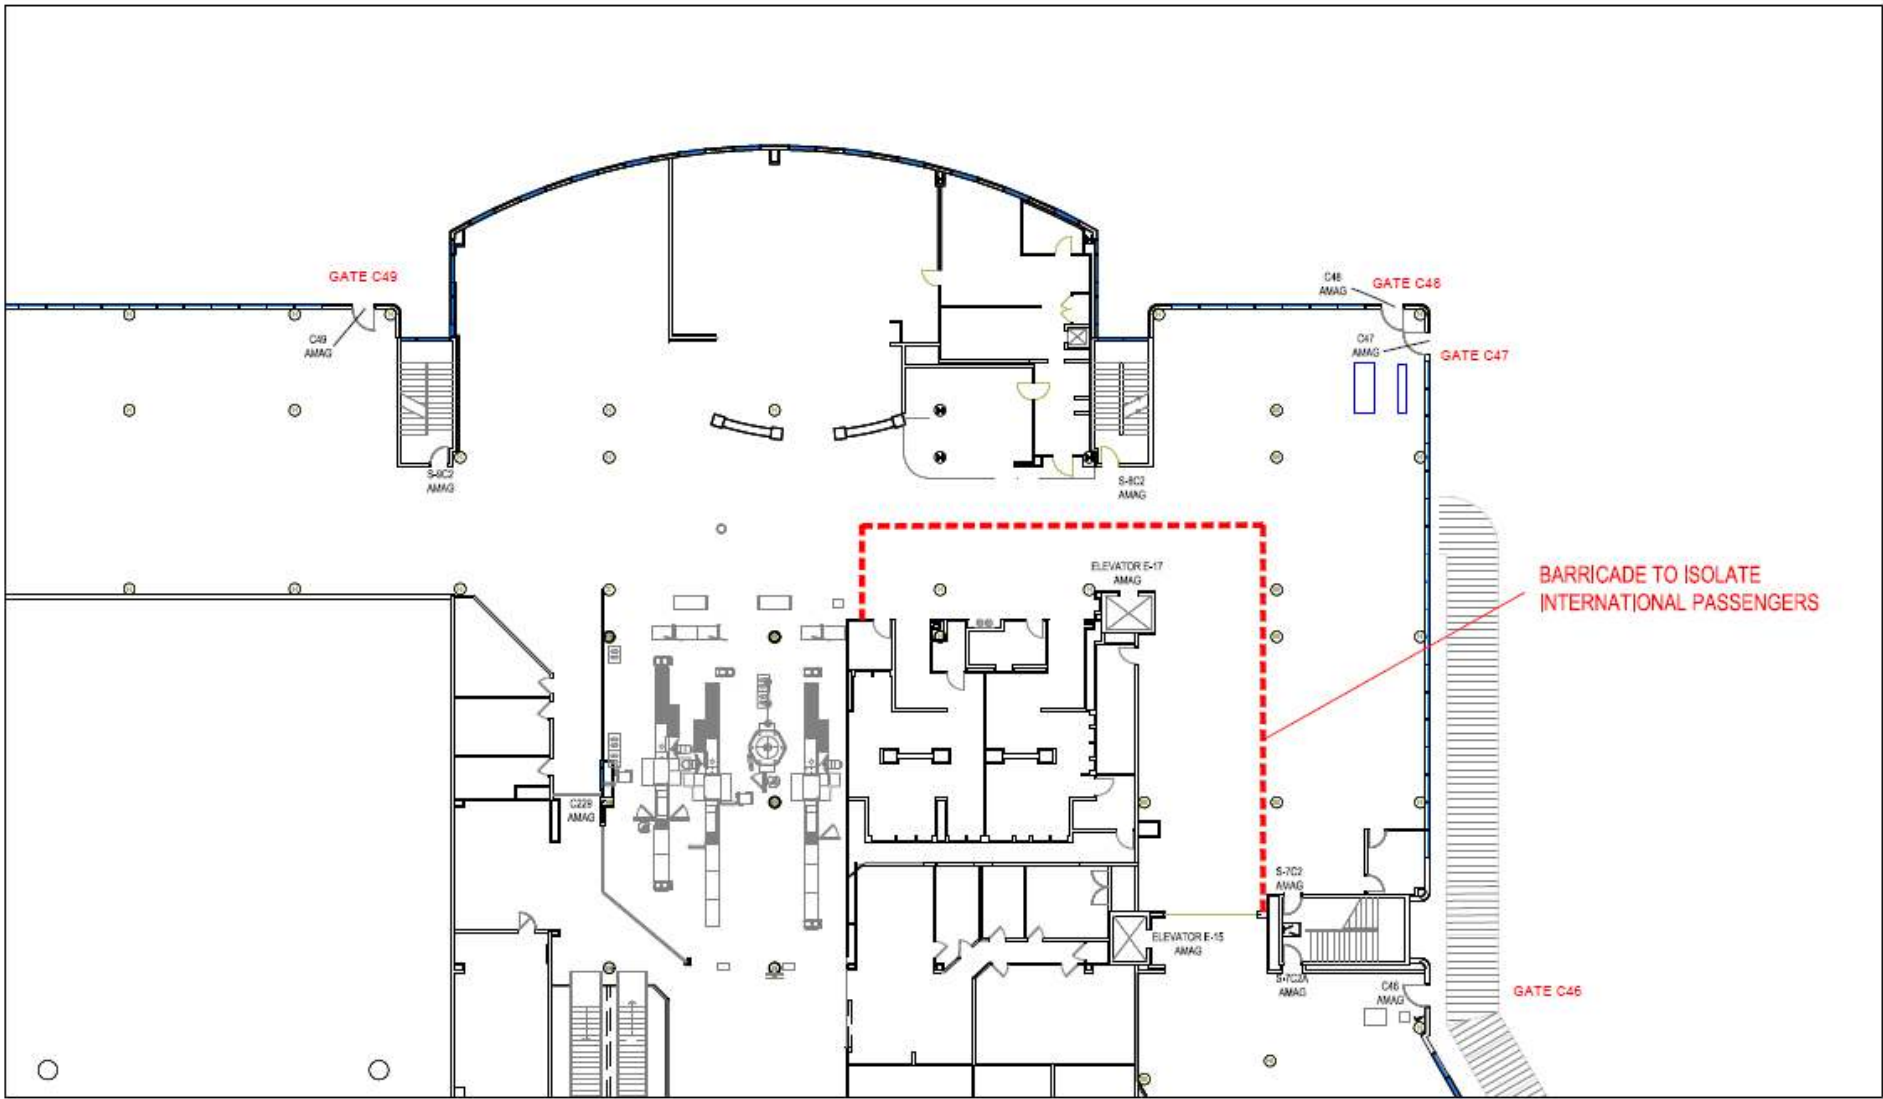 GATE C49
C49
AMAG
C48
AMAG
GATE C48
C47
AMAG
GATE C47
S-9C2
AMAG
S-8C2
AMAG
ELEVATOR E-17
AMAG
BARRICADE TO ISOLATE
INTERNATIONAL PASSENGERS
C229
AMAG
S-7C2
AMAG
ELEVATOR E-15
AMAG
S-7C2A
AMAG
C46
AMAG
GATE C46